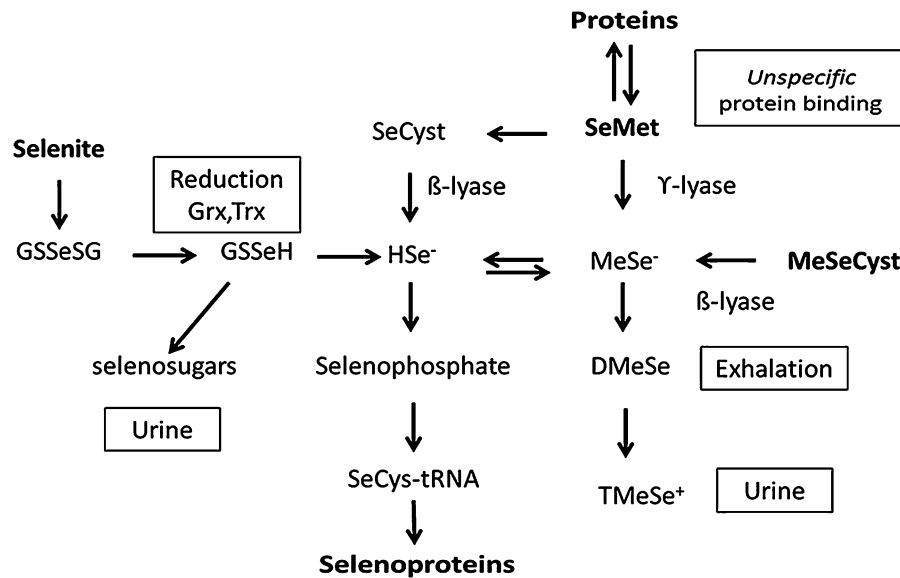 Proteins
Unspecific
protein binding
SeCyst
SeMet
Selenite
Reduction
Grx,Trx
ß-lyase
ϒ-lyase
GSSeSG
GSSeH
HSe-
MeSe-
MeSeCyst
ß-lyase
selenosugars
Selenophosphate
DMeSe
Exhalation
Urine
SeCys-tRNA
TMeSe+
Urine
Selenoproteins